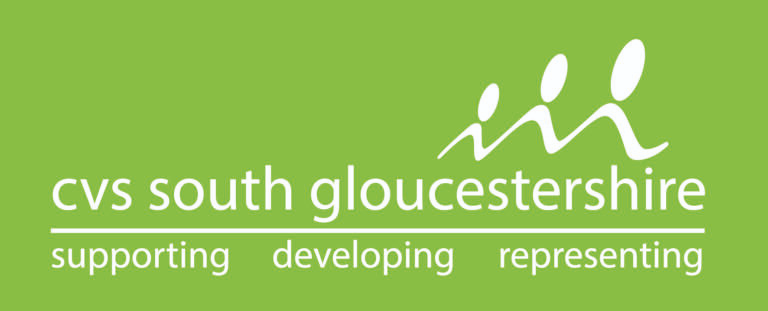 cvs south gloucestershire
supporting developing representing